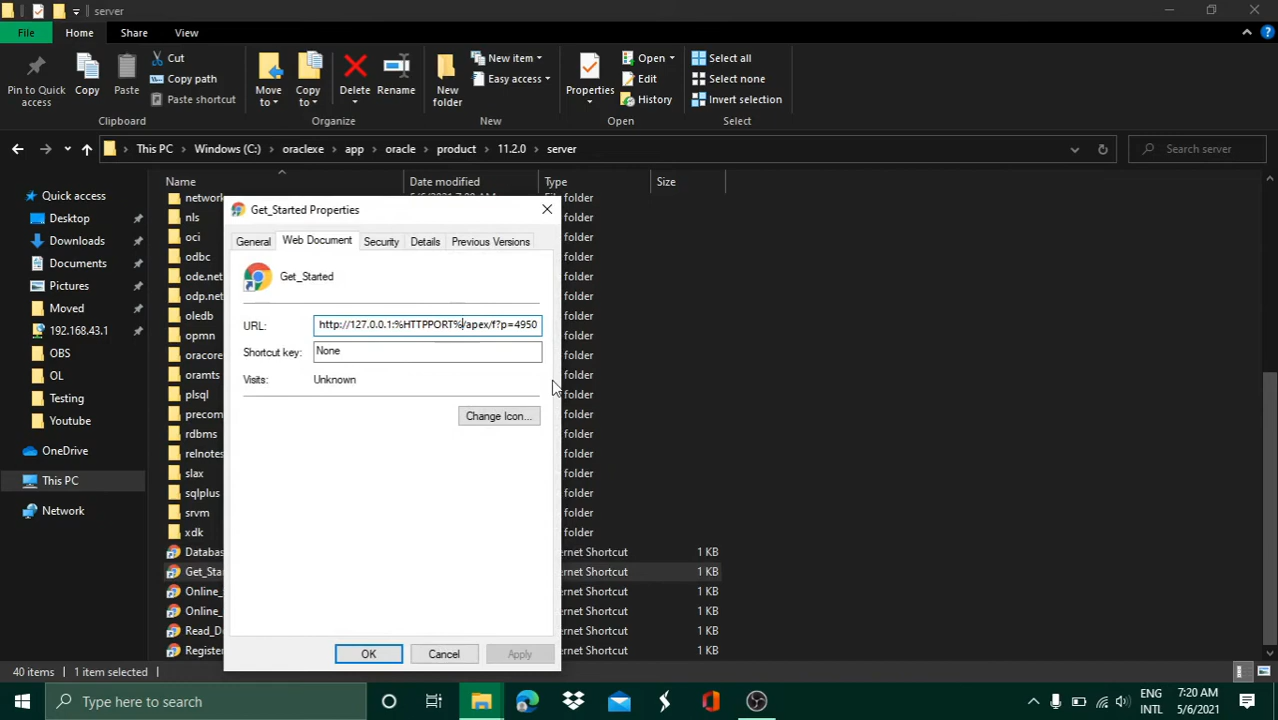 server
File Home Share View
Pin to Quick access
Copy
Paste
Cut
Copy path
Paste shortcut
Clipboard
Move to
Copy to
Delete
Rename
Organize
New folder
New item
Easy access
New
Properties
Open
Edit
History
Open
Select all
Select none
Invert selection
Select
This PC Windows (C:) oraclexe app oracle product 11.2.0 server
Search server
Quick access
Desktop
Downloads
Documents
Pictures
Moved
192.168.43.1
OBS
OL
Testing
Youtube
OneDrive
This PC
Network
Name Date modified Type Size
network folder
nls folder
oci folder
odbc folder
ode.net folder
odp.net folder
oledb folder
opmn folder
oracore folder
oramts folder
plsql folder
precom folder
rdbms folder
relnotes folder
slax folder
sqlplus folder
srvm folder
xdk folder
Databas ernet Shortcut 1 KB
Get_Sta ernet Shortcut 1 KB
Online_ ernet Shortcut 1 KB
Online_ ernet Shortcut 1 KB
Read_D ernet Shortcut 1 KB
Register ernet Shortcut 1 KB
Get_Started Properties
General Web Document Security Details Previous Versions
Get_Started
URL: http://127.0.0.1:%HTTPPORT%/apex/f?p=4950
Shortcut key: None
Visits: Unknown
Change Icon...
OK Cancel Apply
40 items 1 item selected
Type here to search
ENG
INTL
7:20 AM
5/6/2021